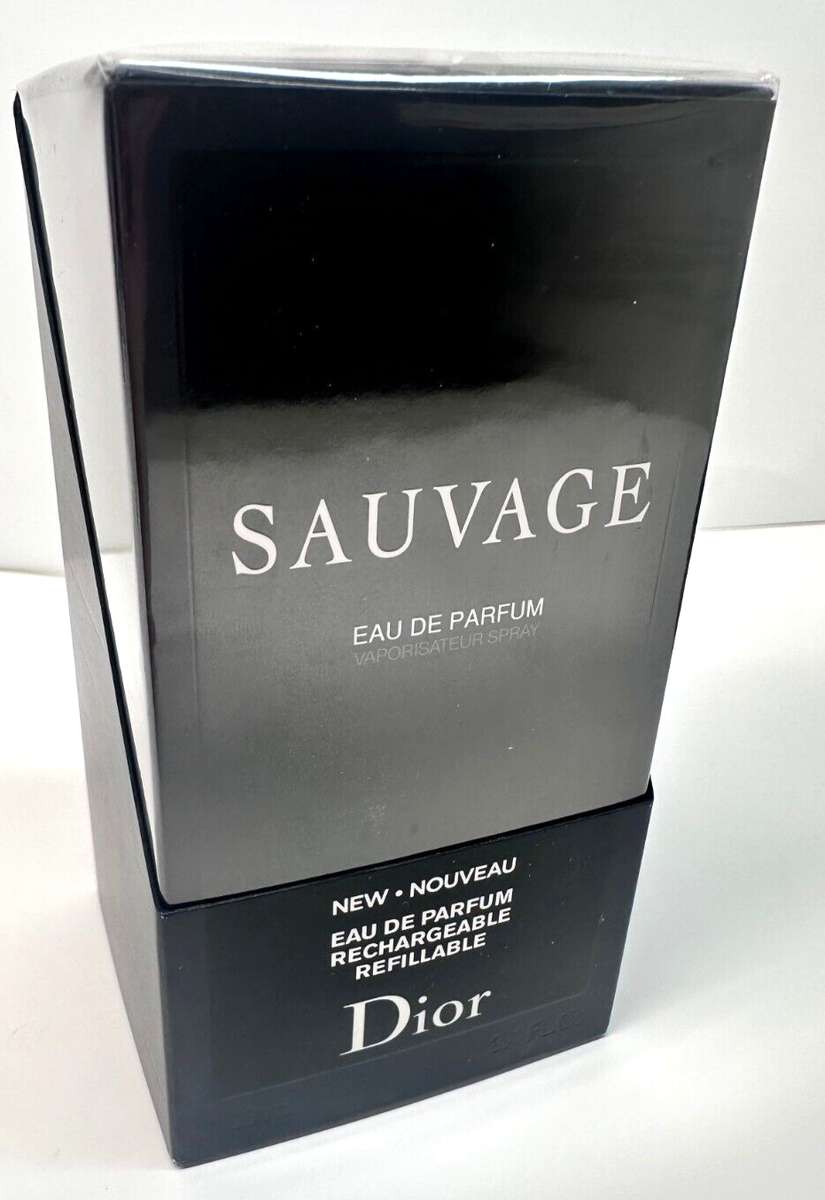 SAUVAGE
EAU DE PARFUM
VAPORISATEUR SPRAY
NEW • NOUVEAU
EAU DE PARFUM
RECHARGEABLE
REFILLABLE
Dior